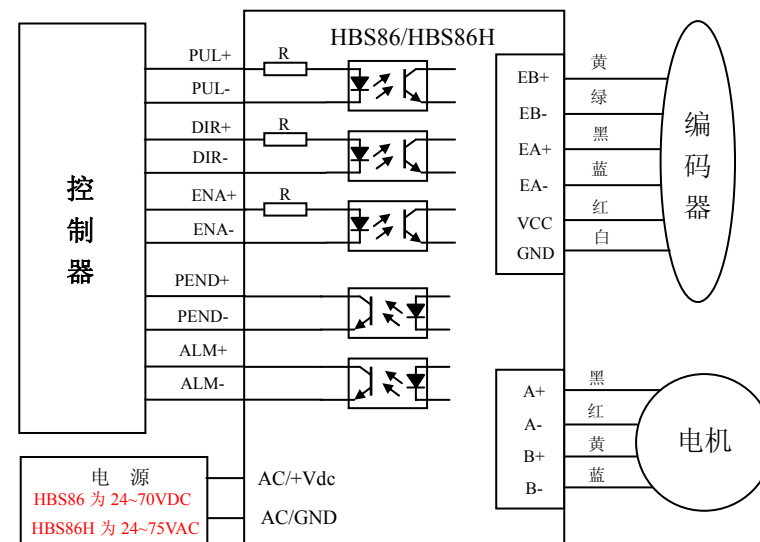 HBS86/HBS86H
控制器
PUL+
R
PUL-
DIR+
R
DIR-
ENA+
R
ENA-
PEND+
PEND-
ALM+
ALM-
EB+
黄
EB-
绿
EA+
黑
EA-
蓝
VCC
红
GND
白
编码器
A+
黑
A-
红
B+
黄
B-
蓝
电机
电 源
HBS86 为 24~70VDC
HBS86H 为 24~75VAC
AC/+Vdc
AC/GND